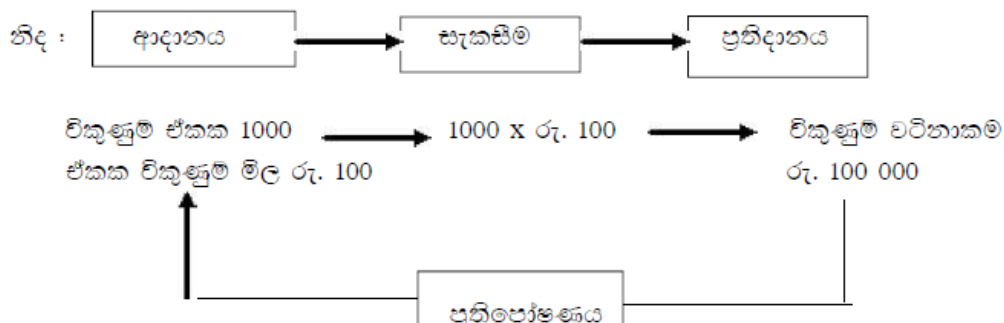 නිද : ආදානය සැකසීම ප්‍රතිදානය
විකුණුම් ඒකක 1000 1000 X රු. 100 විකුණුම් වටිනාකම
ඒකක විකුණුම් මිල රු. 100 රු. 100 000
ප්‍රතිපෝෂණය